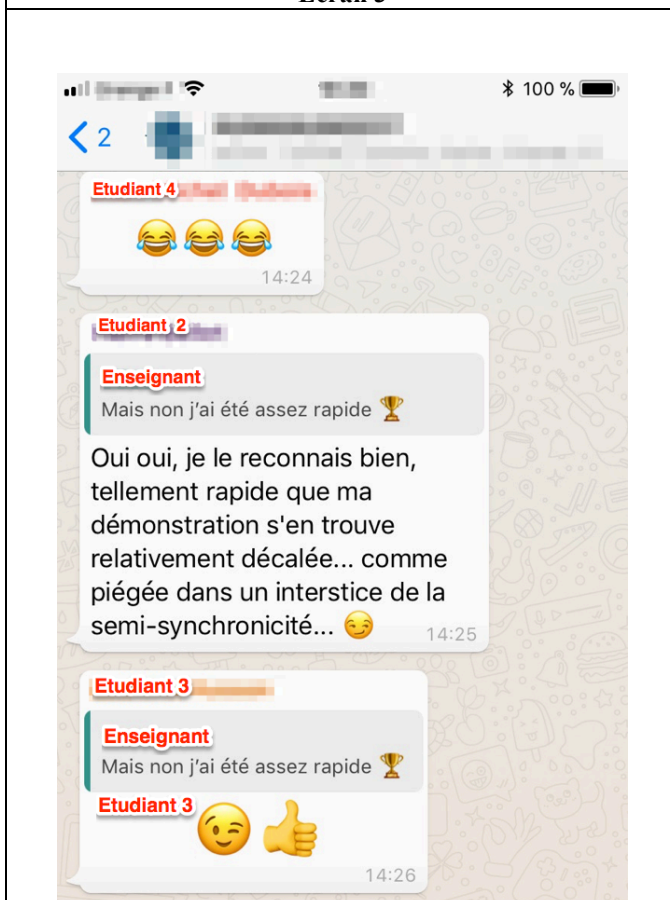 100 %
2
Etudiant 4
😂😂😂
14:24
Etudiant 2
Enseignant
Mais non j'ai été assez rapide 🏆
Oui oui, je le reconnais bien,
tellement rapide que ma
démonstration s'en trouve
relativement décalée... comme
piégée dans un interstice de la
semi-synchronicité... 😏
14:25
Etudiant 3
Enseignant
Mais non j'ai été assez rapide 🏆
Etudiant 3
😉👍
14:26